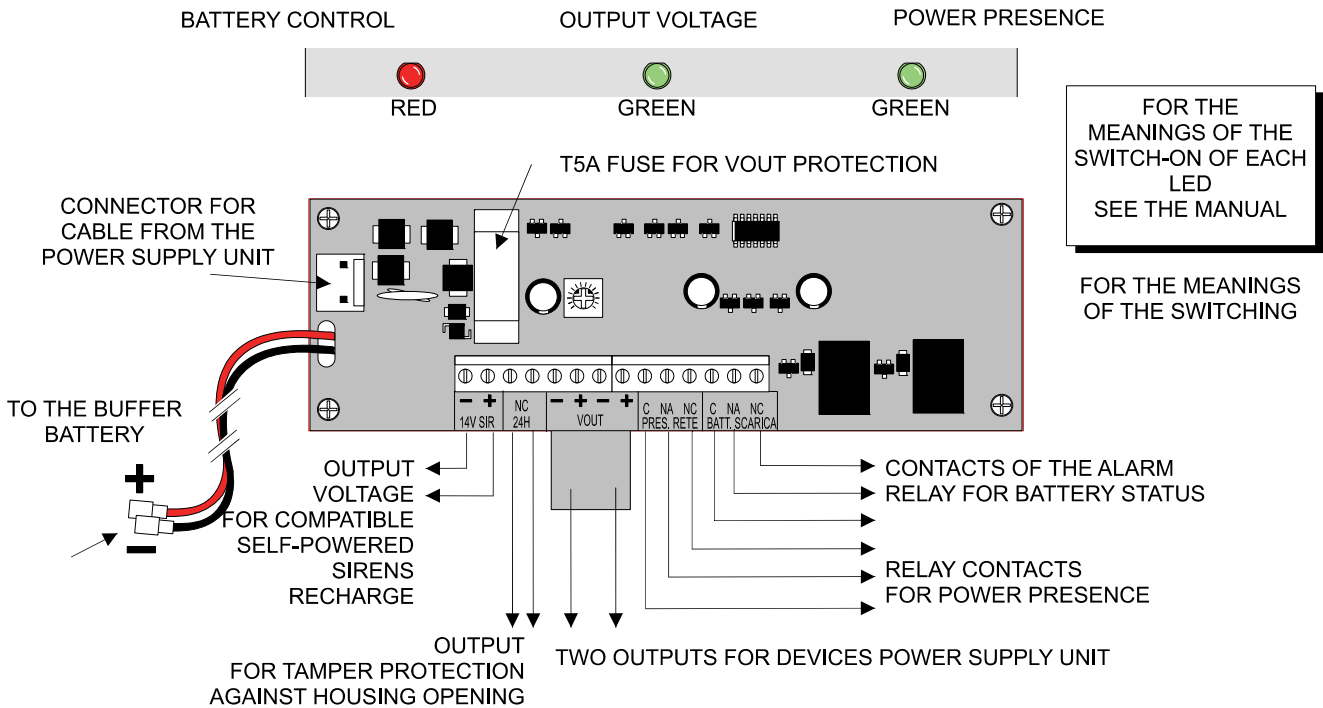 BATTERY CONTROL
OUTPUT VOLTAGE
POWER PRESENCE
RED
GREEN
GREEN
FOR THE
MEANINGS OF THE
SWITCH-ON OF EACH
LED
SEE THE MANUAL
FOR THE MEANINGS
OF THE SWITCHING
T5A FUSE FOR VOUT PROTECTION
CONNECTOR FOR
CABLE FROM THE
POWER SUPPLY UNIT
TO THE BUFFER
BATTERY
+
−
− +
14V SIR
NC
24H
− + − +
VOUT
C NA NC
PRES. RETE
C NA NC
BATT. SCARICA
OUTPUT
VOLTAGE
FOR COMPATIBLE
SELF-POWERED
SIRENS
RECHARGE
CONTACTS OF THE ALARM
RELAY FOR BATTERY STATUS
RELAY CONTACTS
FOR POWER PRESENCE
OUTPUT
FOR TAMPER PROTECTION
AGAINST HOUSING OPENING
TWO OUTPUTS FOR DEVICES POWER SUPPLY UNIT